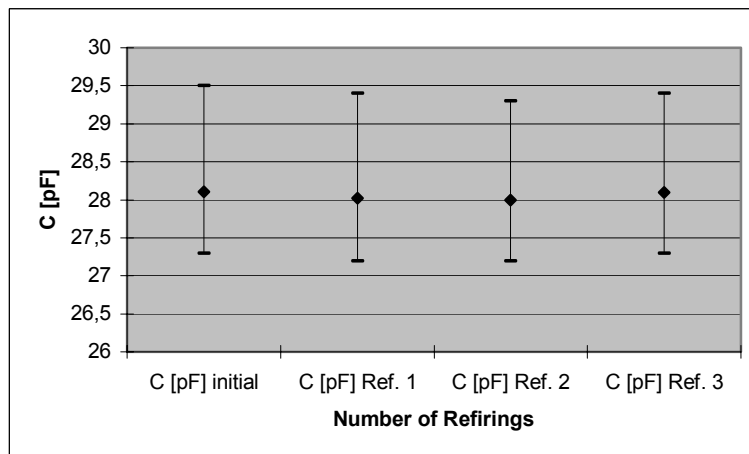 30
29,5
29
28,5
28
27,5
27
26,5
26
C [pF]
C [pF] initial
C [pF] Ref. 1
C [pF] Ref. 2
C [pF] Ref. 3
Number of Refirings